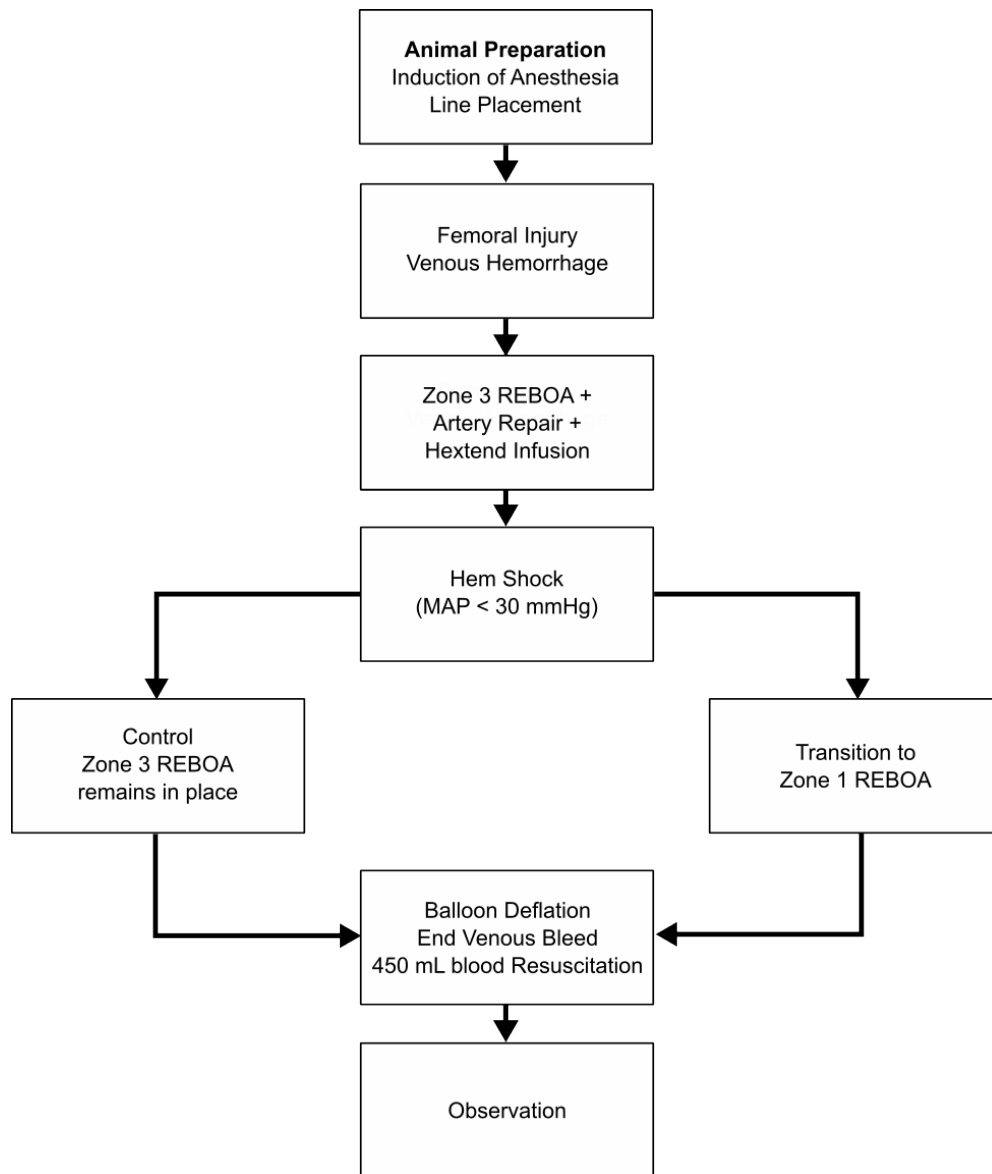 Animal Preparation
Induction of Anesthesia
Line Placement
Femoral Injury
Venous Hemorrhage
Zone 3 REBOA +
Artery Repair +
Hextend Infusion
Hem Shock
(MAP < 30 mmHg)
Control
Zone 3 REBOA
remains in place
Transition to
Zone 1 REBOA
Balloon Deflation
End Venous Bleed
450 mL blood Resuscitation
Observation